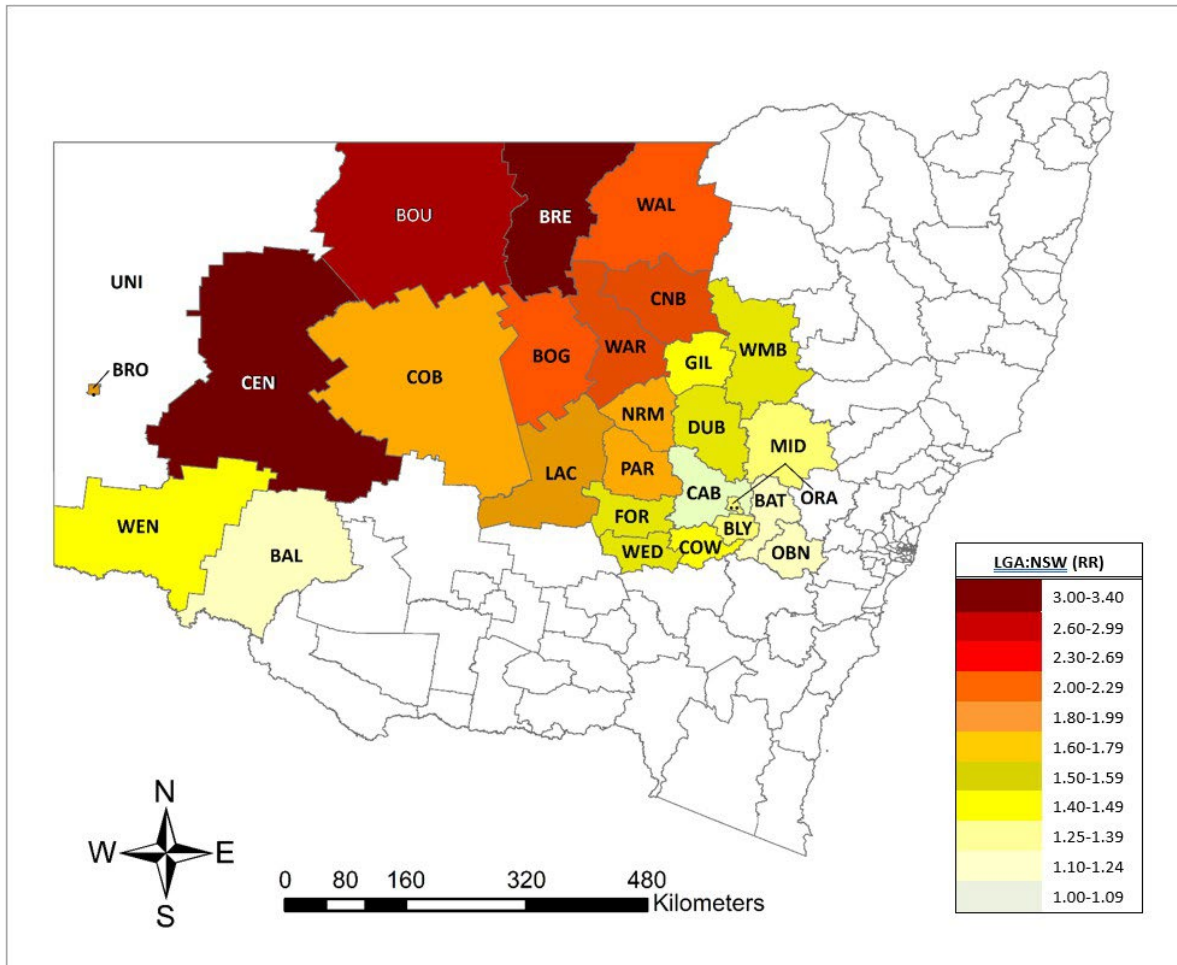 BOU
BRE
WAL
UNI
CNB
BRO
CEN
COB
BOG
WAR
GIL
WMB
NRM
DUB
MID
LAC
PAR
CAB
BAT
ORA
WEN
BAL
FOR
BLY
WED
COW
OBN
LGA:NSW (RR)
3.00-3.40
2.60-2.99
2.30-2.69
2.00-2.29
1.80-1.99
1.60-1.79
1.50-1.59
1.40-1.49
1.25-1.39
1.10-1.24
1.00-1.09
N
W E
S
0 80 160 320 480
Kilometers